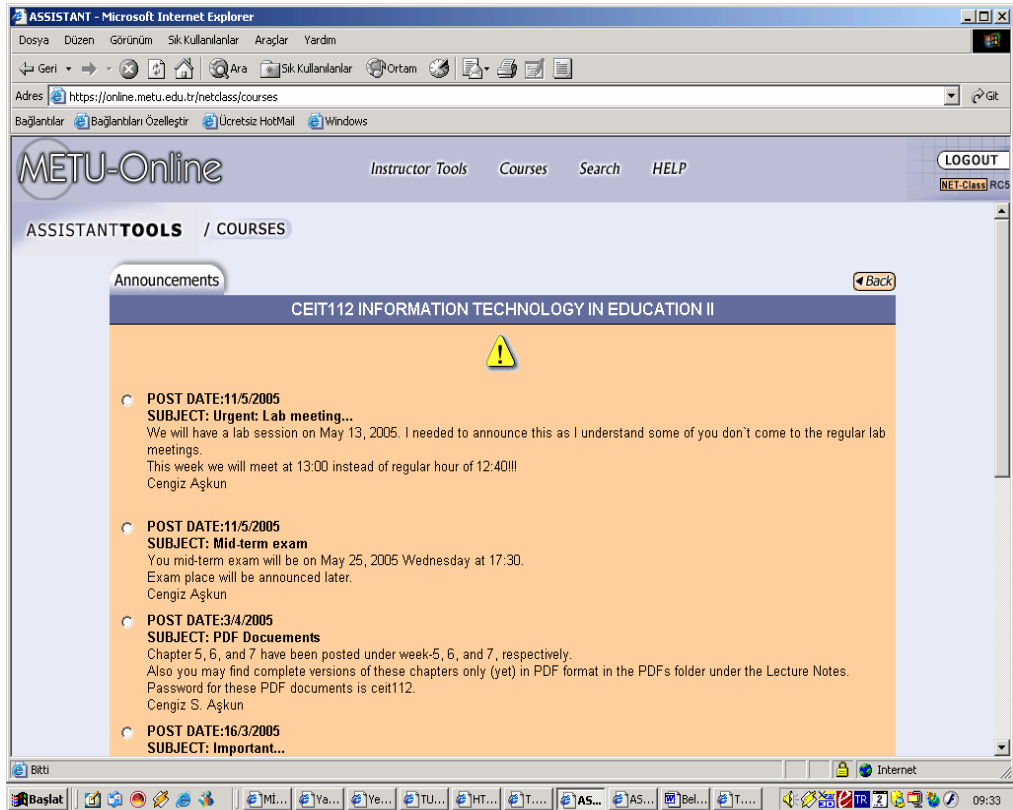 ASSISTANT - Microsoft Internet Explorer
Dosya Düzen Görünüm Sık Kullanılanlar Araçlar Yardım
Geri Ara Sık Kullanılanlar Ortam
Adres https://online.metu.edu.tr/netclass/courses Git
Bağlantılar Bağlantıları Özelleştir Ücretsiz HotMail Windows
METU-Online Instructor Tools Courses Search HELP LOGOUT
NET-Class RC5
ASSISTANTTOOLS / COURSES
Announcements Back
CEIT112 INFORMATION TECHNOLOGY IN EDUCATION II
POST DATE:11/5/2005
SUBJECT: Urgent: Lab meeting...
We will have a lab session on May 13, 2005. I needed to announce this as I understand some of you don`t come to the regular lab
meetings.
This week we will meet at 13:00 instead of regular hour of 12:40!!!
Cengiz Aşkun
POST DATE:11/5/2005
SUBJECT: Mid-term exam
You mid-term exam will be on May 25, 2005 Wednesday at 17:30.
Exam place will be announced later.
Cengiz Aşkun
POST DATE:3/4/2005
SUBJECT: PDF Docuements
Chapter 5, 6, and 7 have been posted under week-5, 6, and 7, respectively.
Also you may find complete versions of these chapters only (yet) in PDF format in the PDFs folder under the Lecture Notes.
Password for these PDF documents is ceit112.
Cengiz S. Aşkun
POST DATE:16/3/2005
SUBJECT: Important...
Bitti Internet
Başlat Mİ... Ya... Ye... TU... HT... T.... AS... AS... Bel... T.... TR 09:33